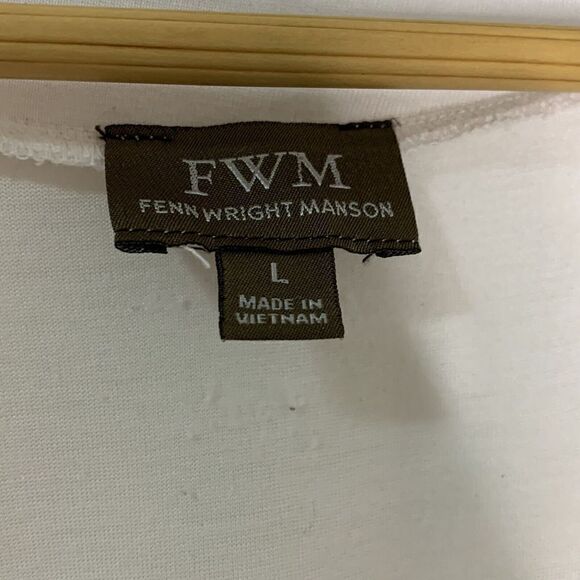 FWM
FENN WRIGHT MANSON
L
MADE IN
VIETNAM